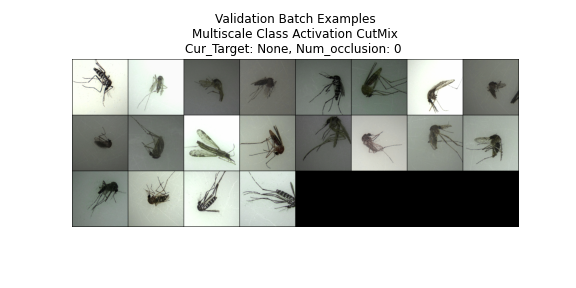 Validation Batch Examples
Multiscale Class Activation CutMix
Cur_Target: None, Num_occlusion: 0